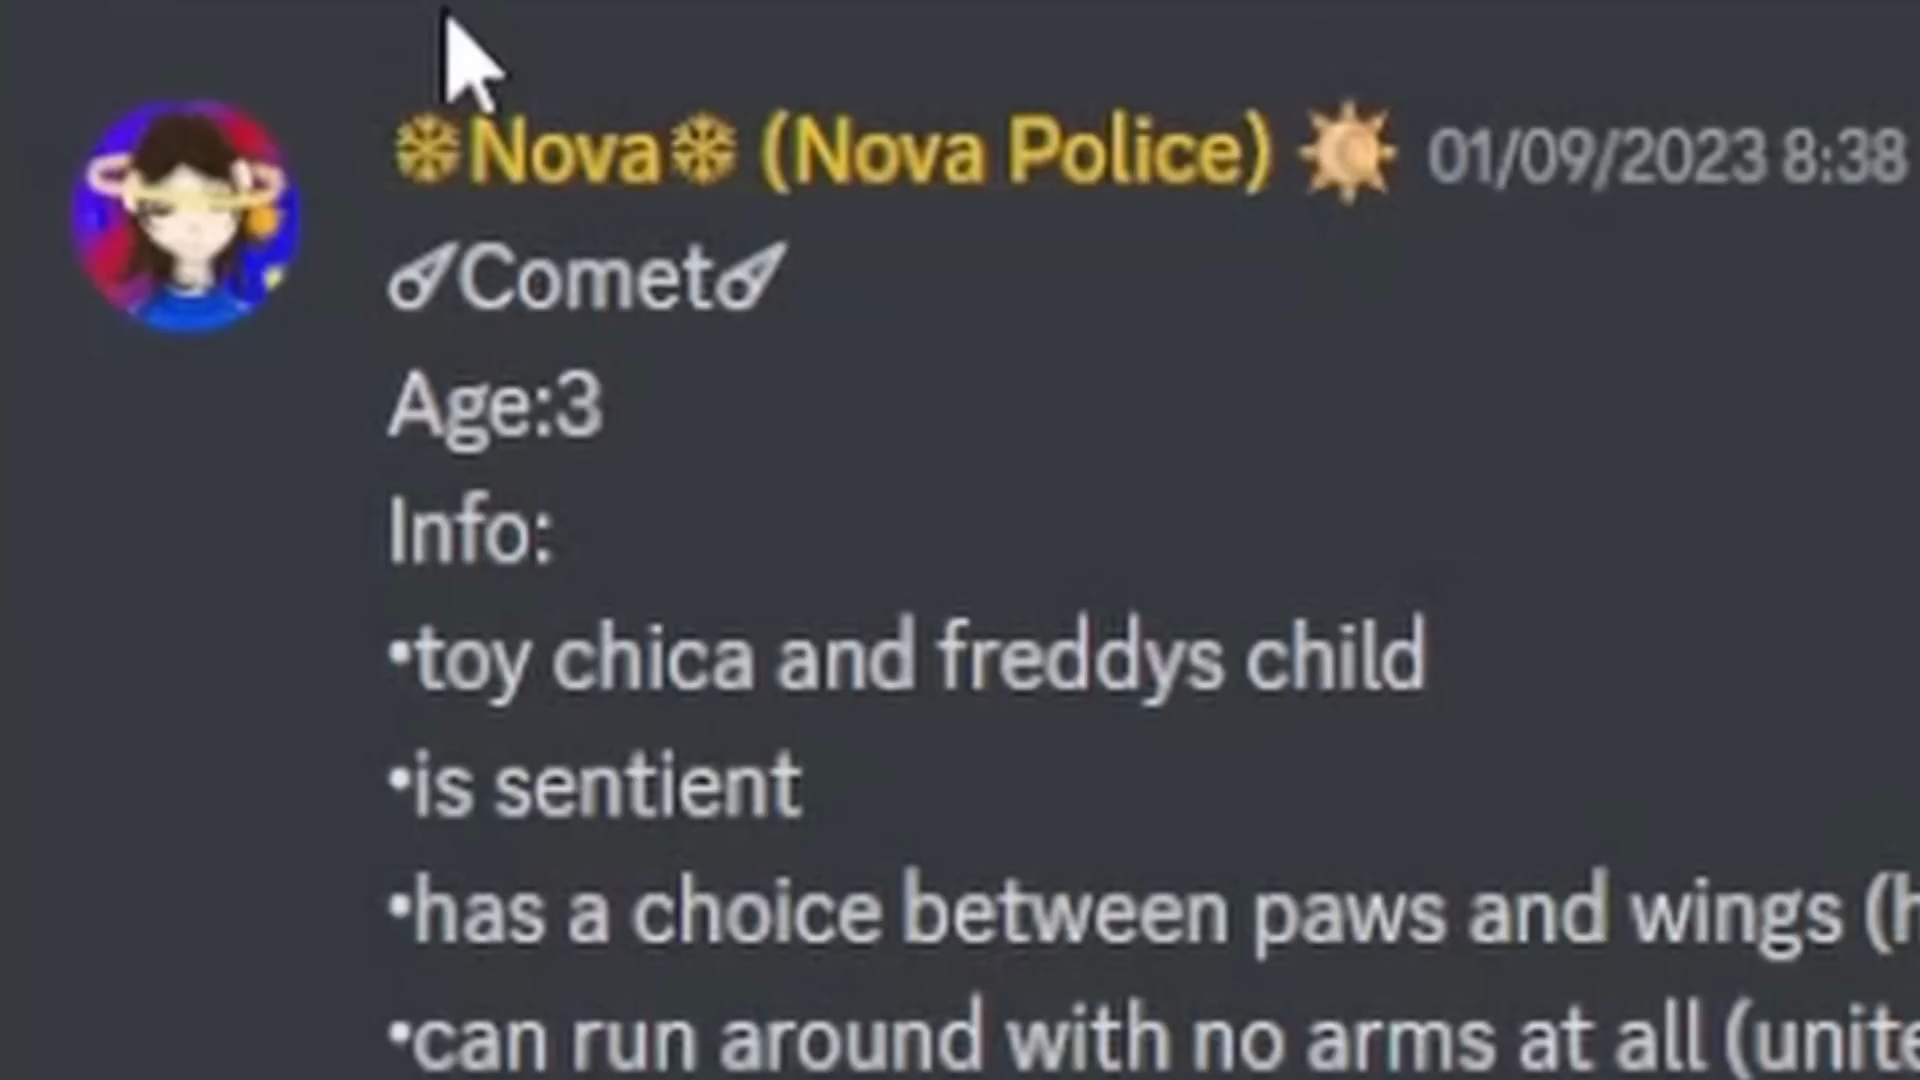 ❄Nova❄ (Nova Police) 01/09/2023 8:38
☄Comet☄
Age:3
Info:
•toy chica and freddys child
•is sentient
•has a choice between paws and wings (h
•can run around with no arms at all (unite